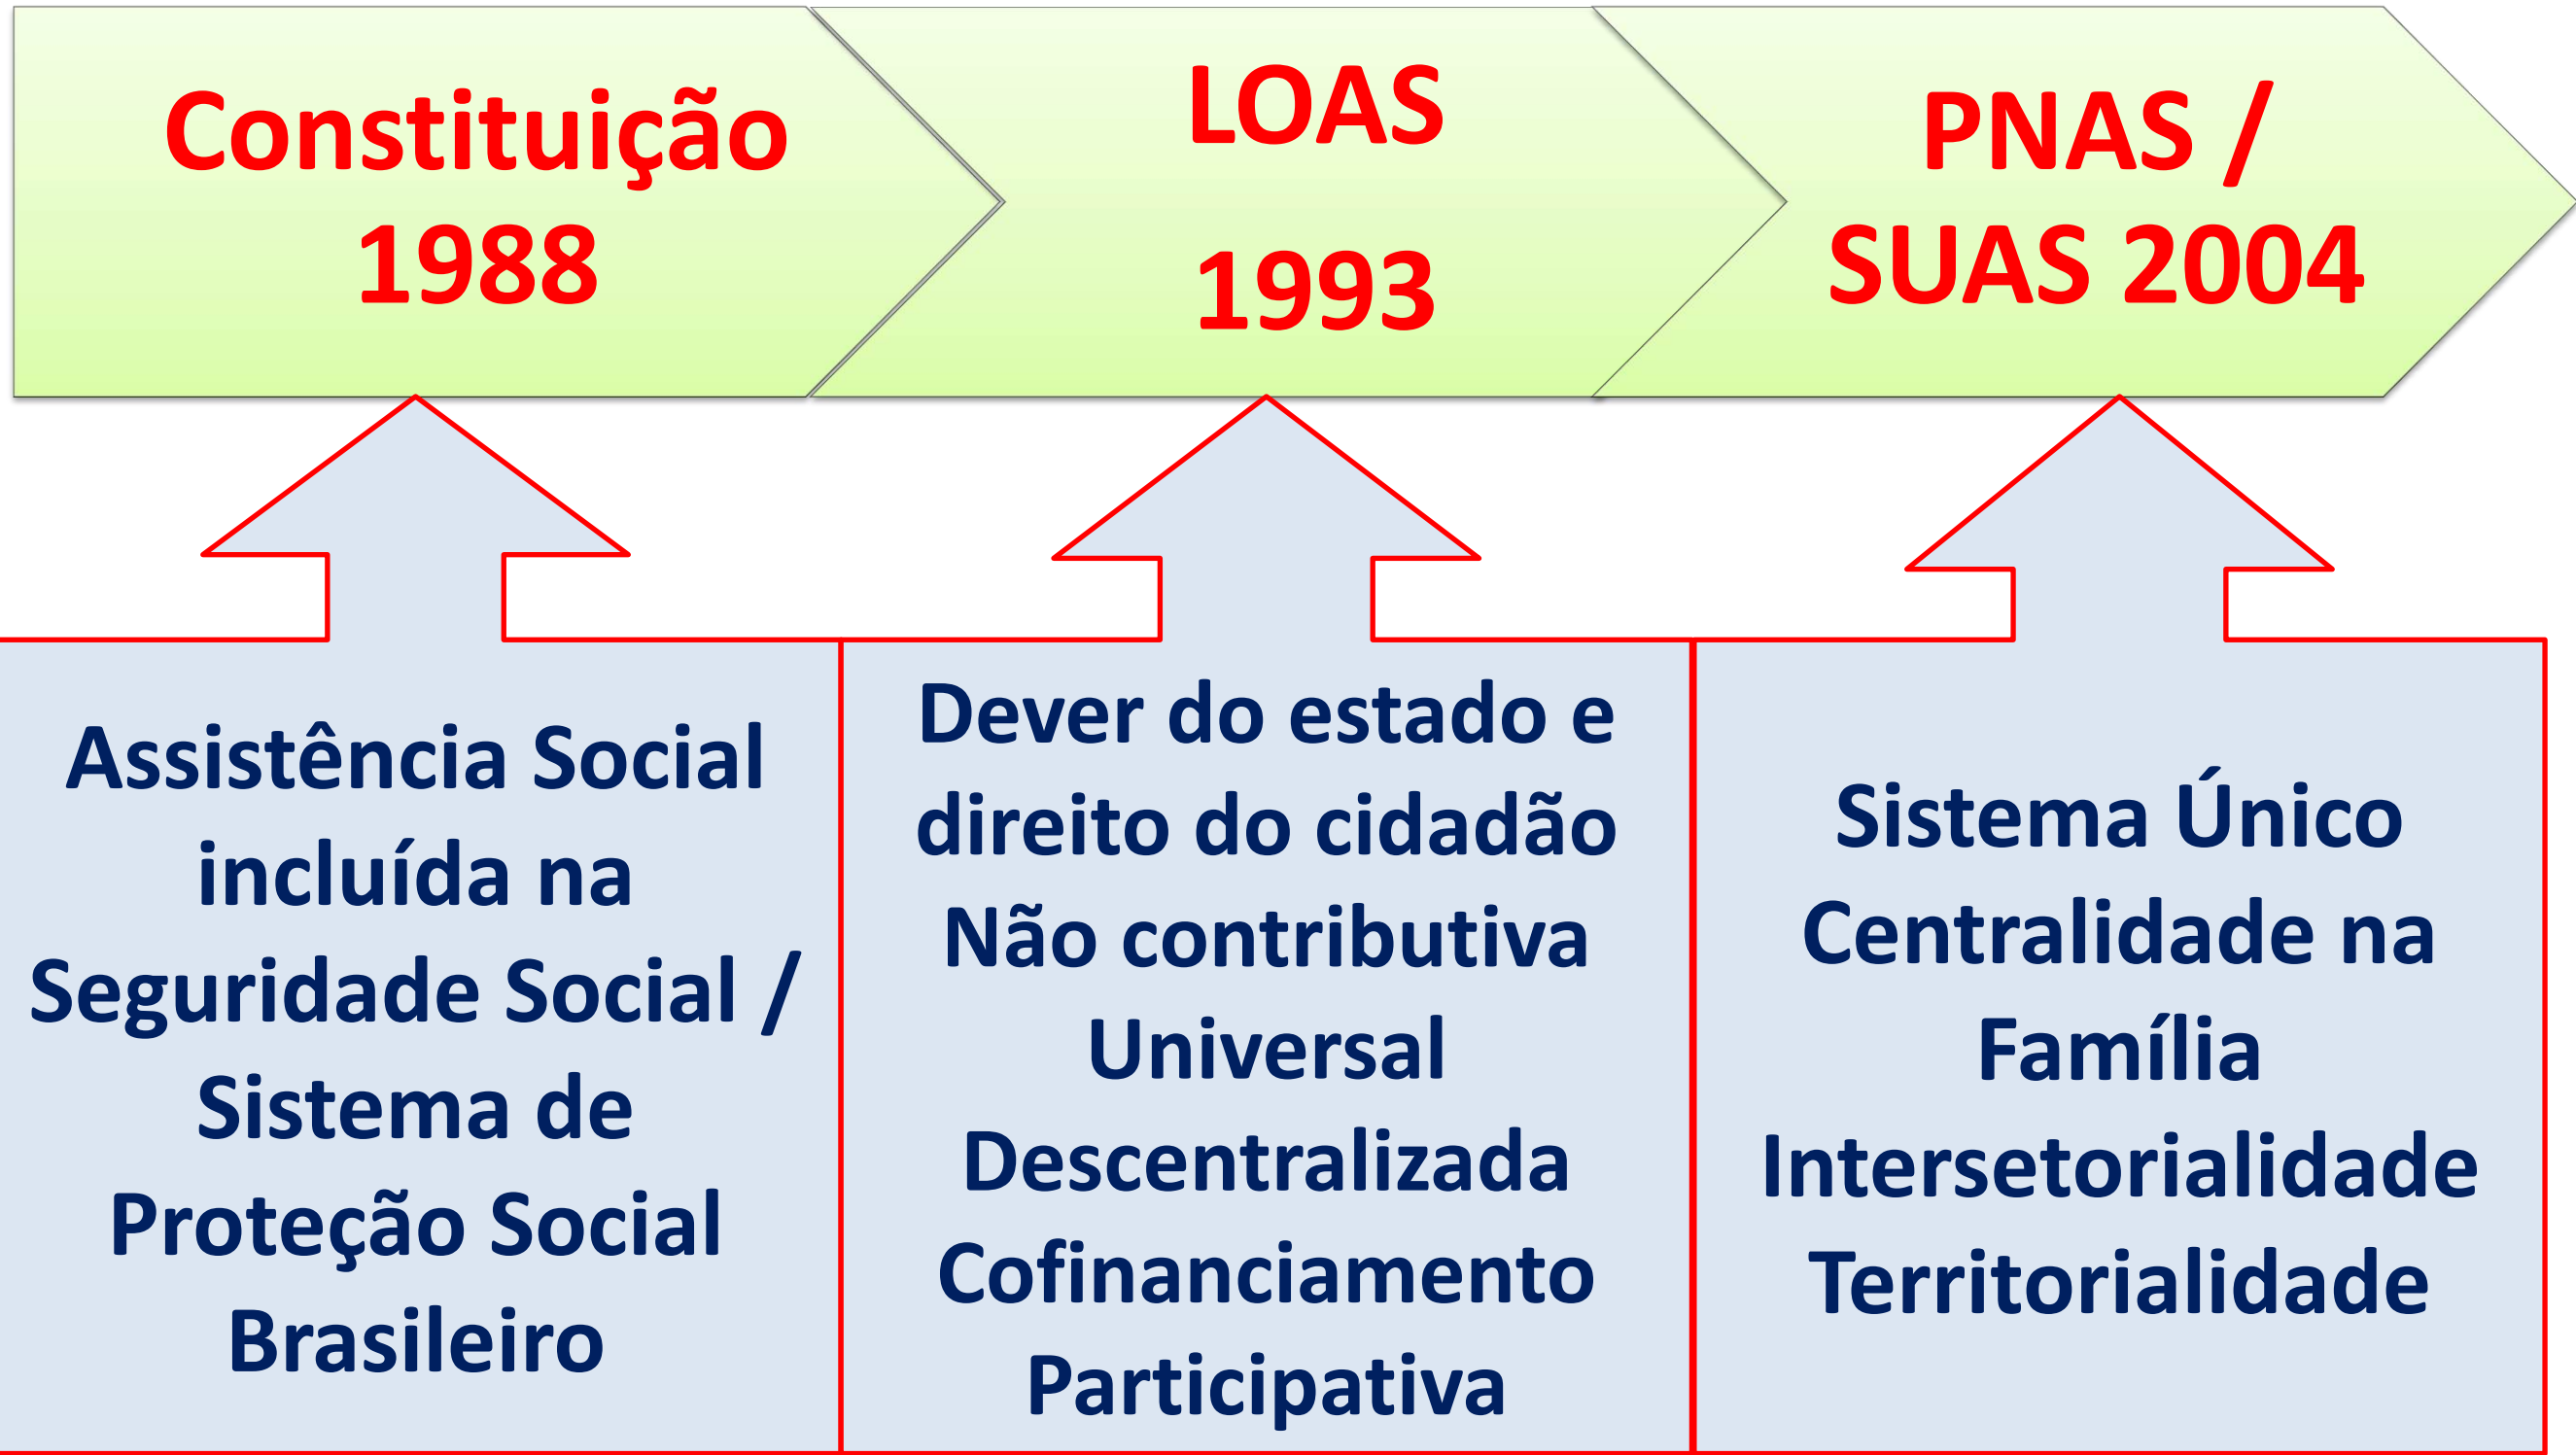 Constituição
1988
LOAS
1993
PNAS /
SUAS 2004
Assistência Social
incluída na
Seguridade Social /
Sistema de
Proteção Social
Brasileiro
Dever do estado e
direito do cidadão
Não contributiva
Universal
Descentralizada
Cofinanciamento
Participativa
Sistema Único
Centralidade na
Família
Intersetorialidade
Territorialidade